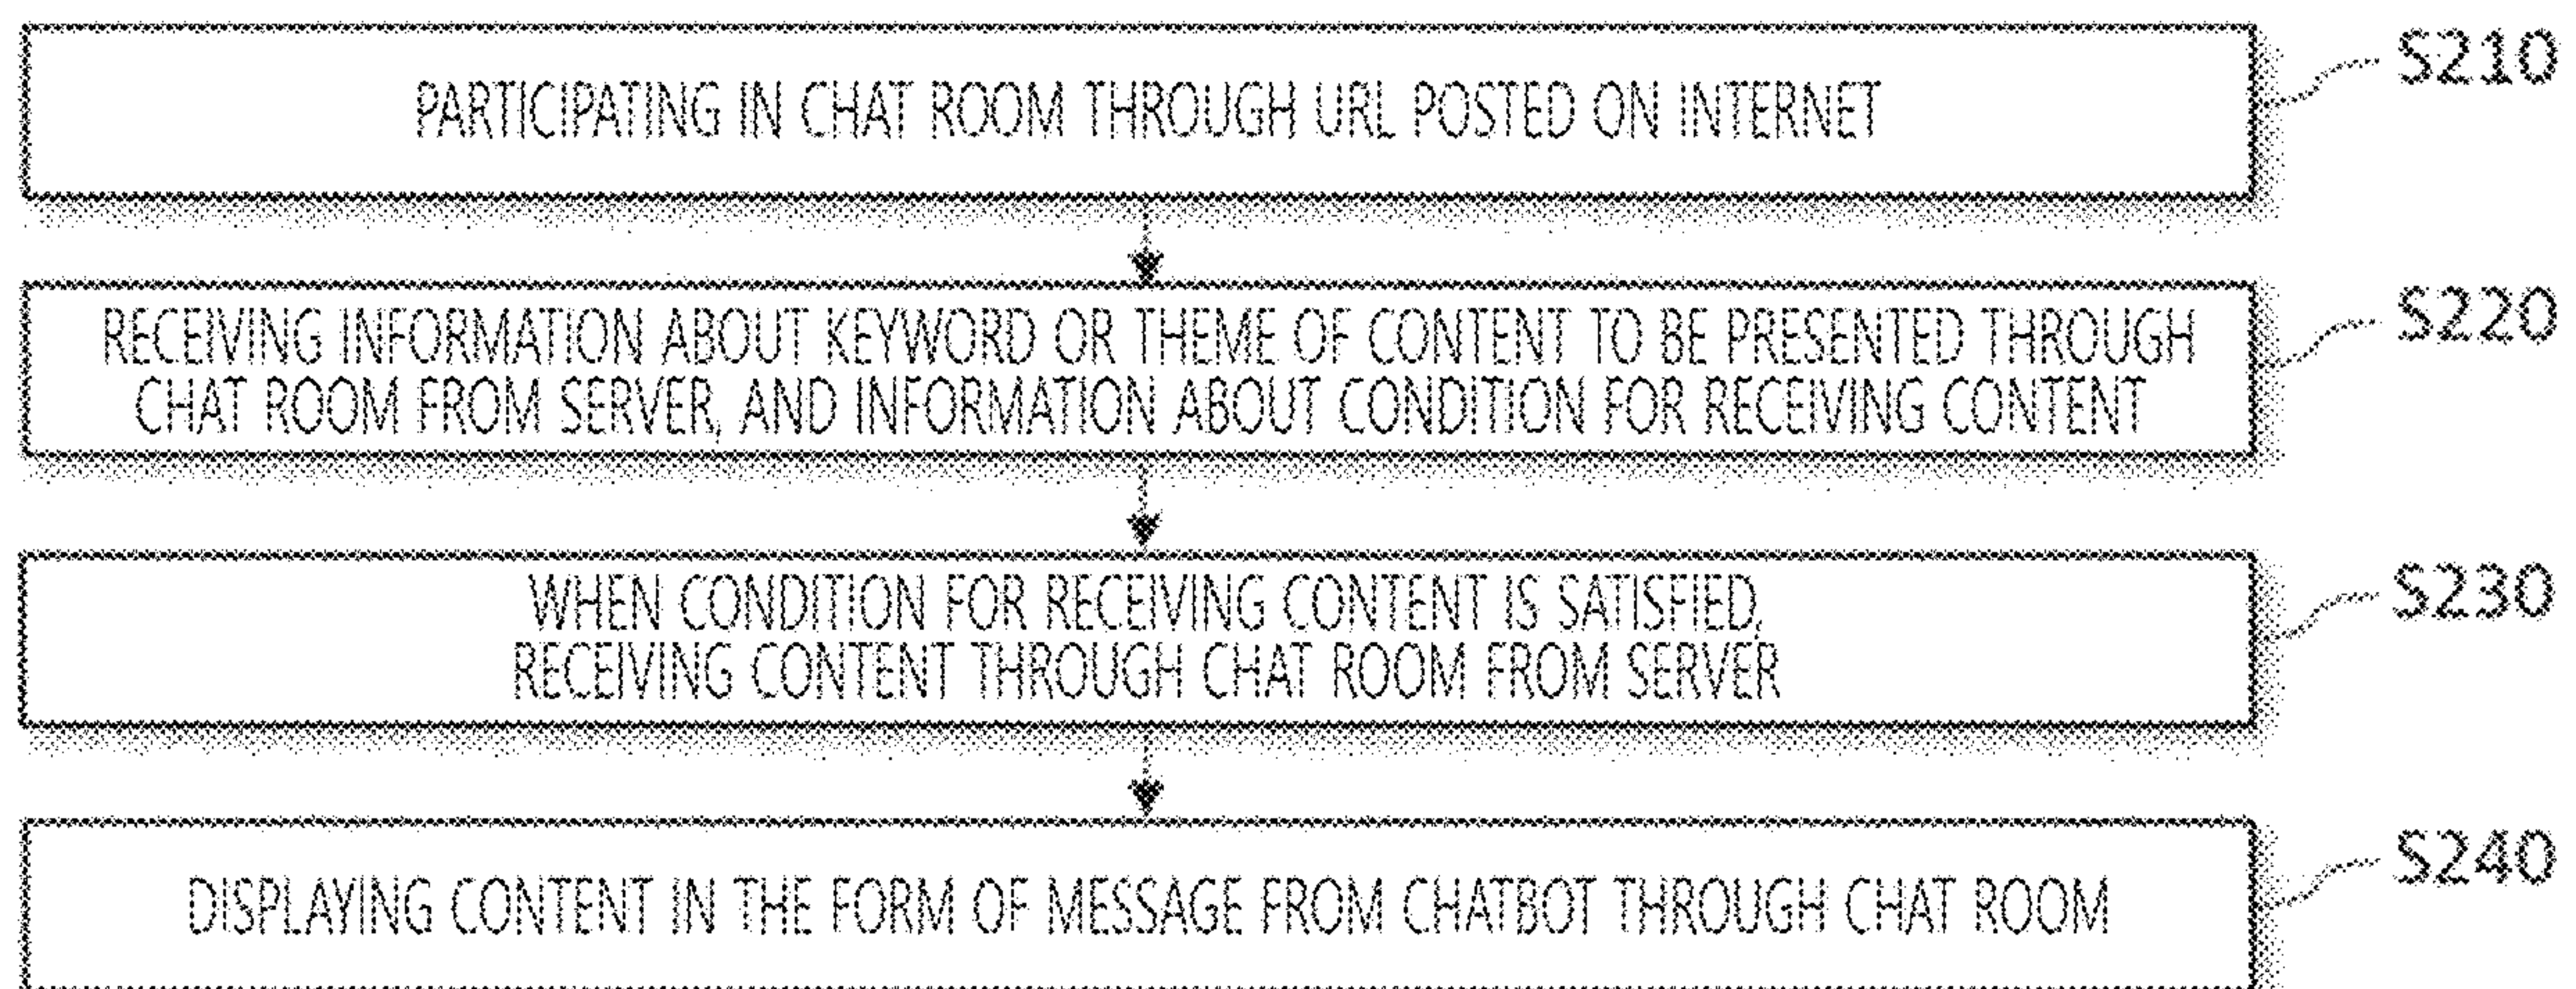 PARTICIPATING IN CHAT ROOM THROUGH URL POSTED ON INTERNET
S210
RECEIVING INFORMATION ABOUT KEYWORD OR THEME OF CONTENT TO BE PRESENTED THROUGH
CHAT ROOM FROM SERVER, AND INFORMATION ABOUT CONDITION FOR RECEIVING CONTENT
S220
WHEN CONDITION FOR RECEIVING CONTENT IS SATISFIED,
RECEIVING CONTENT THROUGH CHAT ROOM FROM SERVER
S230
DISPLAYING CONTENT IN THE FORM OF MESSAGE FROM CHATBOT THROUGH CHAT ROOM
S240